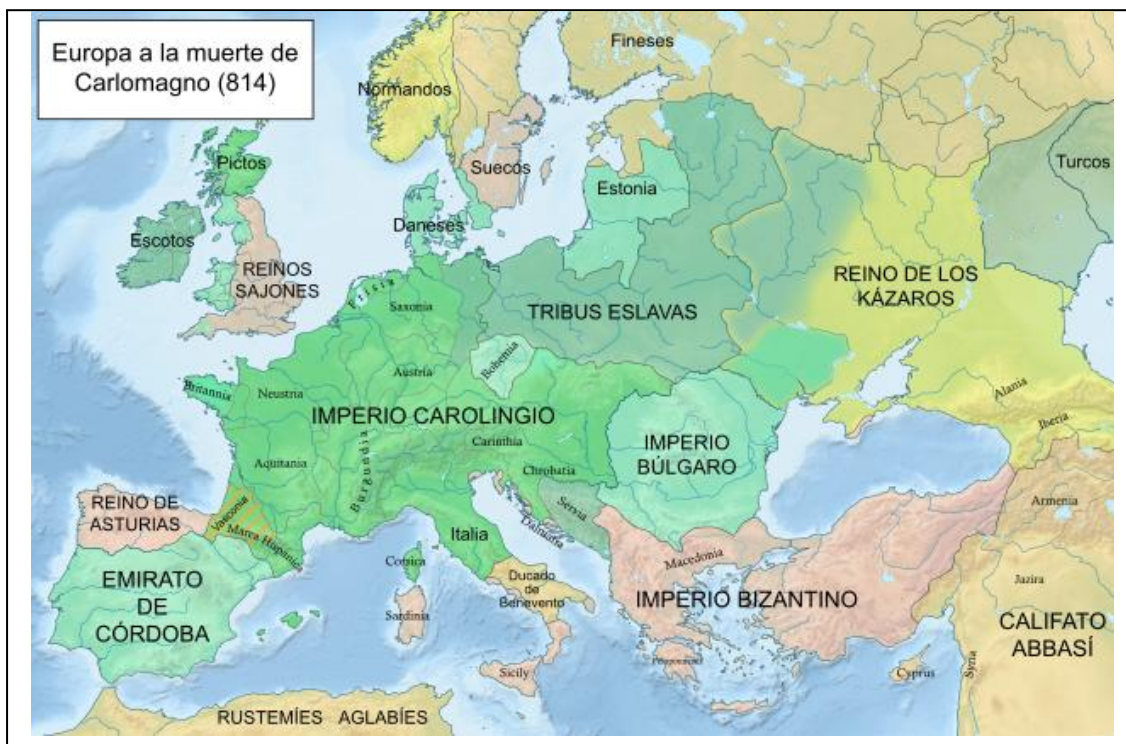 Europa a la muerte de
Carlomagno (814)
Fineses
Normandos
Turcos
Pictos
Suecos
Estonia
Daneses
Escotos
REINOS
SAJONES
Frisia
Saxonia
TRIBUS ESLAVAS
REINO DE LOS
KÁZAROS
Bohemia
Austria
Britannia
Neustria
IMPERIO CAROLINGIO
Alania
Carinthia
Iberia
IMPERIO
BÚLGARO
Aquitania
Burgundia
Chrobatia
REINO DE
ASTURIAS
Vasconia
Marca Hispanica
Servia
Dalmatia
Armenia
Italia
Macedonia
Corsica
EMIRATO
DE
CÓRDOBA
Ducado
de
Benevento
Jazira
IMPERIO BIZANTINO
Sardinia
CALIFATO
ABBASÍ
Syria
Sicily
Cyprus
RUSTEMÍES AGLABÍES